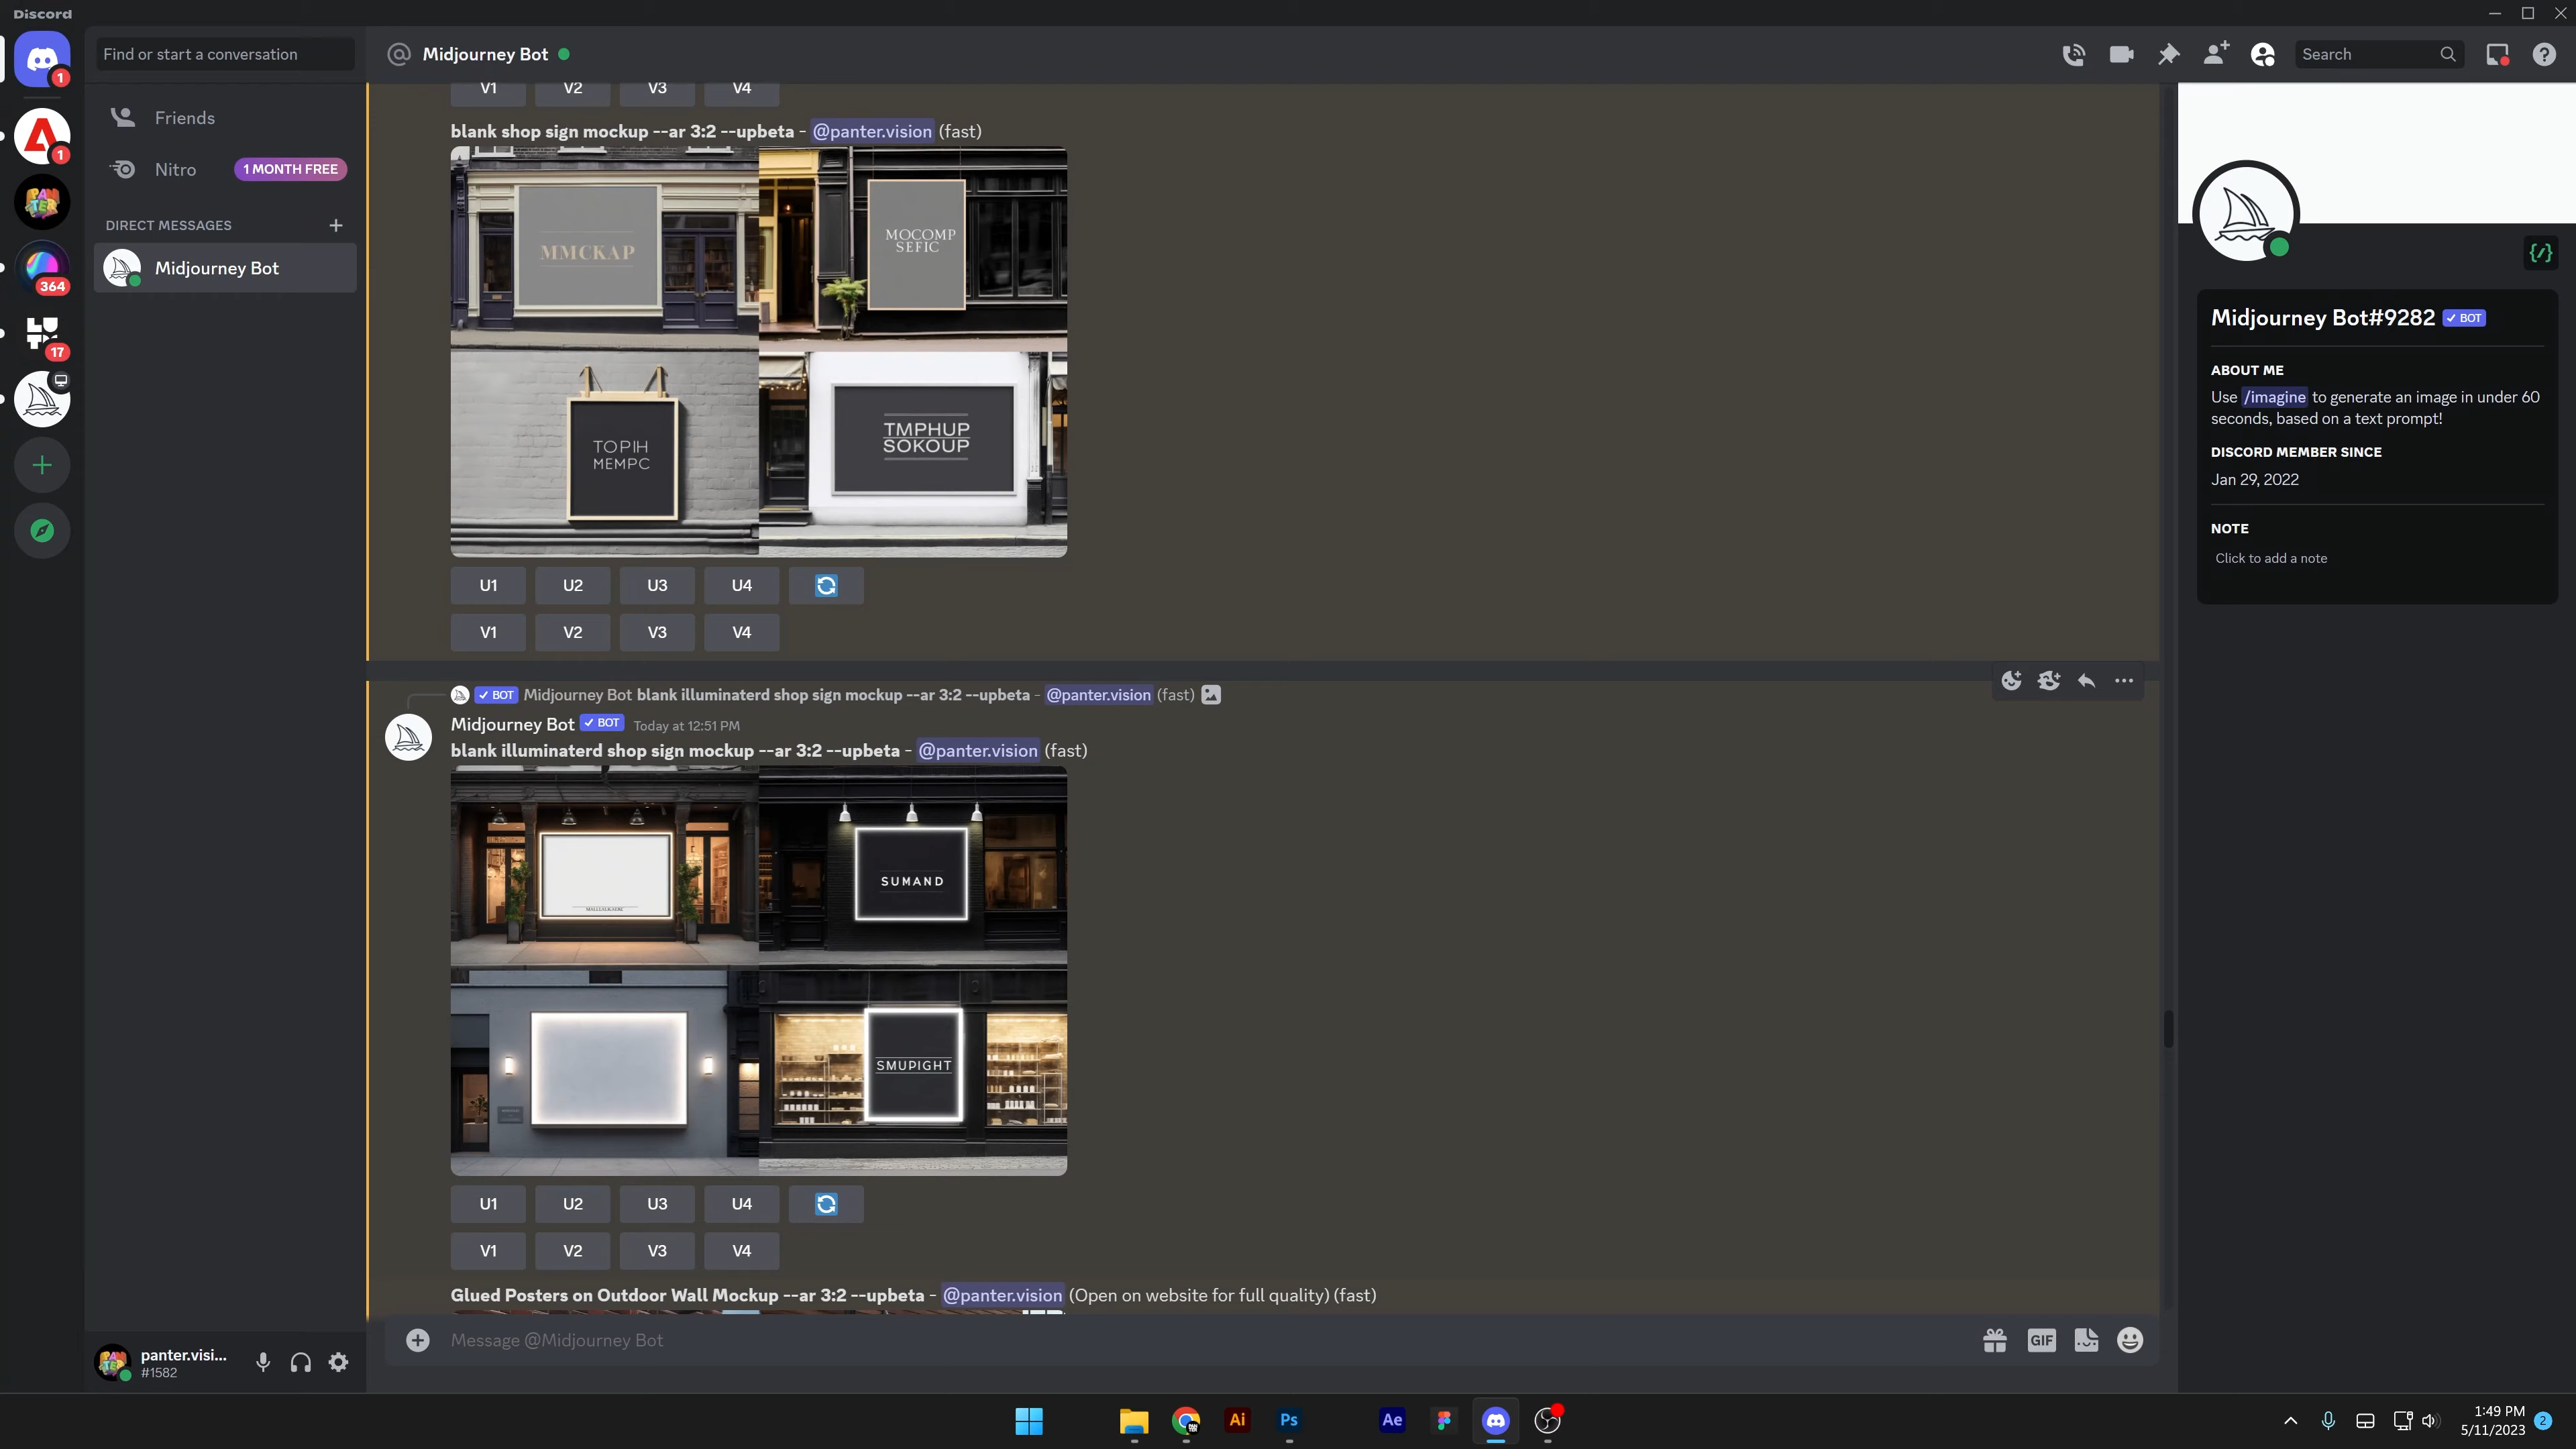 Discord
Find or start a conversation
Midjourney Bot
Search
1
1
364
17
Friends
Nitro
1 MONTH FREE
DIRECT MESSAGES
Midjourney Bot
V1 V2 V3 V4
blank shop sign mockup --ar 3:2 --upbeta - @panter.vision (fast)
MMCKAP
MOCOMP
SEFIC
TOPIH
MEMPC
TMPHUP
SOKOUP
U1 U2 U3 U4
V1 V2 V3 V4
BOT Midjourney Bot blank illuminaterd shop sign mockup --ar 3:2 --upbeta - @panter.vision (fast)
Midjourney Bot BOT Today at 12:51 PM
blank illuminaterd shop sign mockup --ar 3:2 --upbeta - @panter.vision (fast)
SUMAND
SMUPIGHT
U1 U2 U3 U4
V1 V2 V3 V4
Glued Posters on Outdoor Wall Mockup --ar 3:2 --upbeta - @panter.vision (Open on website for full quality) (fast)
Message @Midjourney Bot
GIF
panter.visi...
#1582
Midjourney Bot#9282 BOT
ABOUT ME
Use /imagine to generate an image in under 60
seconds, based on a text prompt!
DISCORD MEMBER SINCE
Jan 29, 2022
NOTE
Click to add a note
Ai
Ps
Ae
1:49 PM
5/11/2023
2